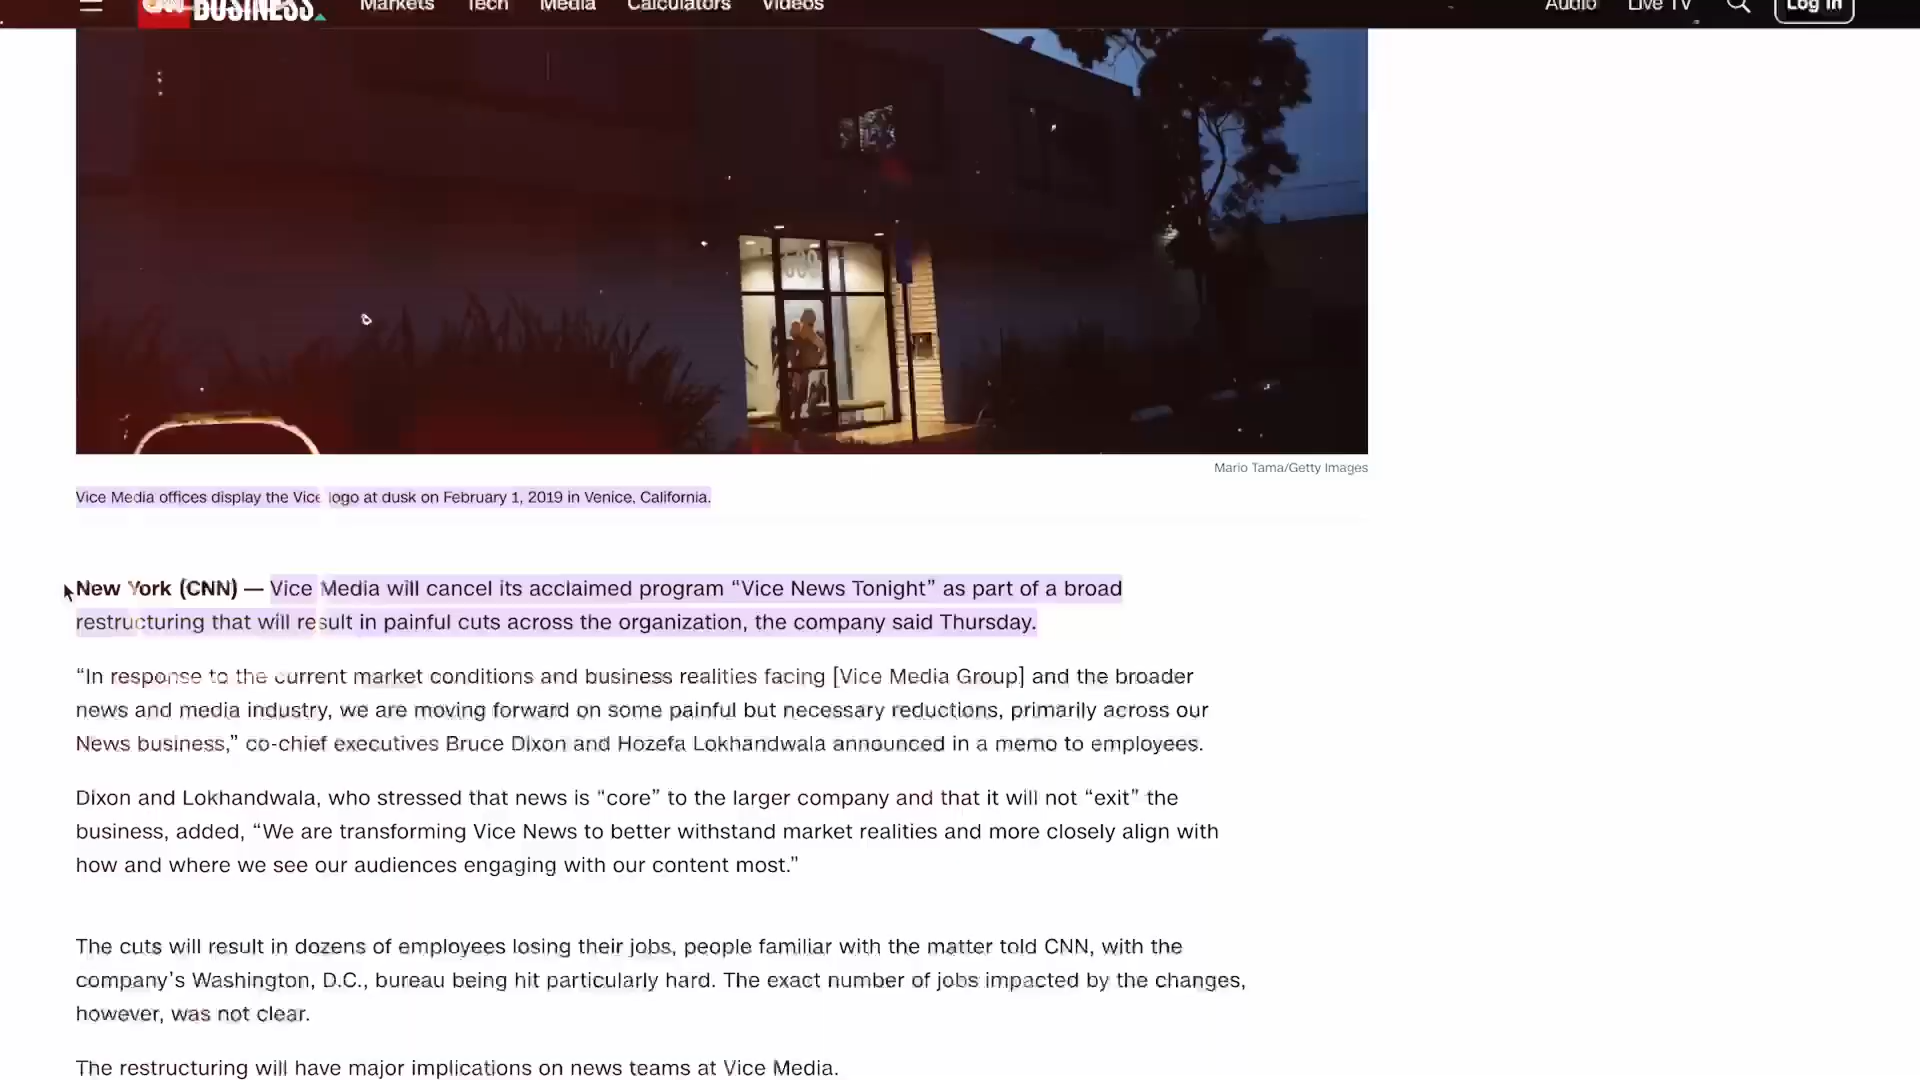 CNN BUSINESS
Markets Tech Media Calculators Videos
Audio Live TV Log In
609
Mario Tama/Getty Images
Vice Media offices display the Vice logo at dusk on February 1, 2019 in Venice, California.
New York (CNN) — Vice Media will cancel its acclaimed program “Vice News Tonight” as part of a broad
restructuring that will result in painful cuts across the organization, the company said Thursday.
“In response to the current market conditions and business realities facing [Vice Media Group] and the broader
news and media industry, we are moving forward on some painful but necessary reductions, primarily across our
News business,” co-chief executives Bruce Dixon and Hozefa Lokhandwala announced in a memo to employees.
Dixon and Lokhandwala, who stressed that news is “core” to the larger company and that it will not “exit” the
business, added, “We are transforming Vice News to better withstand market realities and more closely align with
how and where we see our audiences engaging with our content most.”
The cuts will result in dozens of employees losing their jobs, people familiar with the matter told CNN, with the
company’s Washington, D.C., bureau being hit particularly hard. The exact number of jobs impacted by the changes,
however, was not clear.
The restructuring will have major implications on news teams at Vice Media.